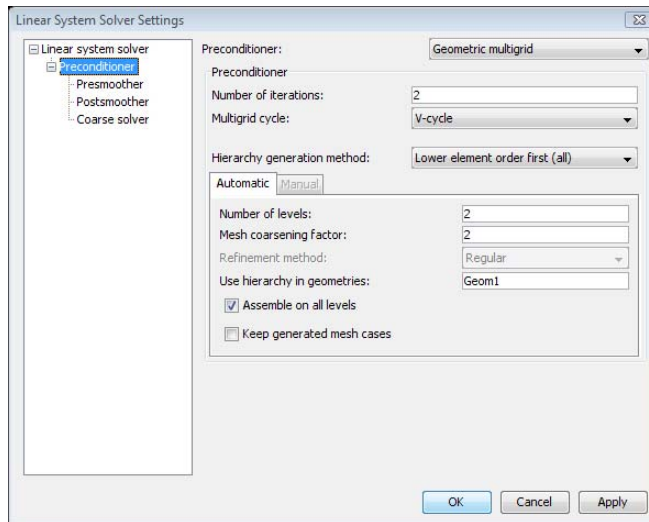 Linear System Solver Settings
Linear system solver
Preconditioner
Presmoother
Postsmoother
Coarse solver
Preconditioner: Geometric multigrid
Preconditioner
Number of iterations: 2
Multigrid cycle: V-cycle
Hierarchy generation method: Lower element order first (all)
Automatic Manual
Number of levels: 2
Mesh coarsening factor: 2
Refinement method: Regular
Use hierarchy in geometries: Geom1
Assemble on all levels
Keep generated mesh cases
OK Cancel Apply